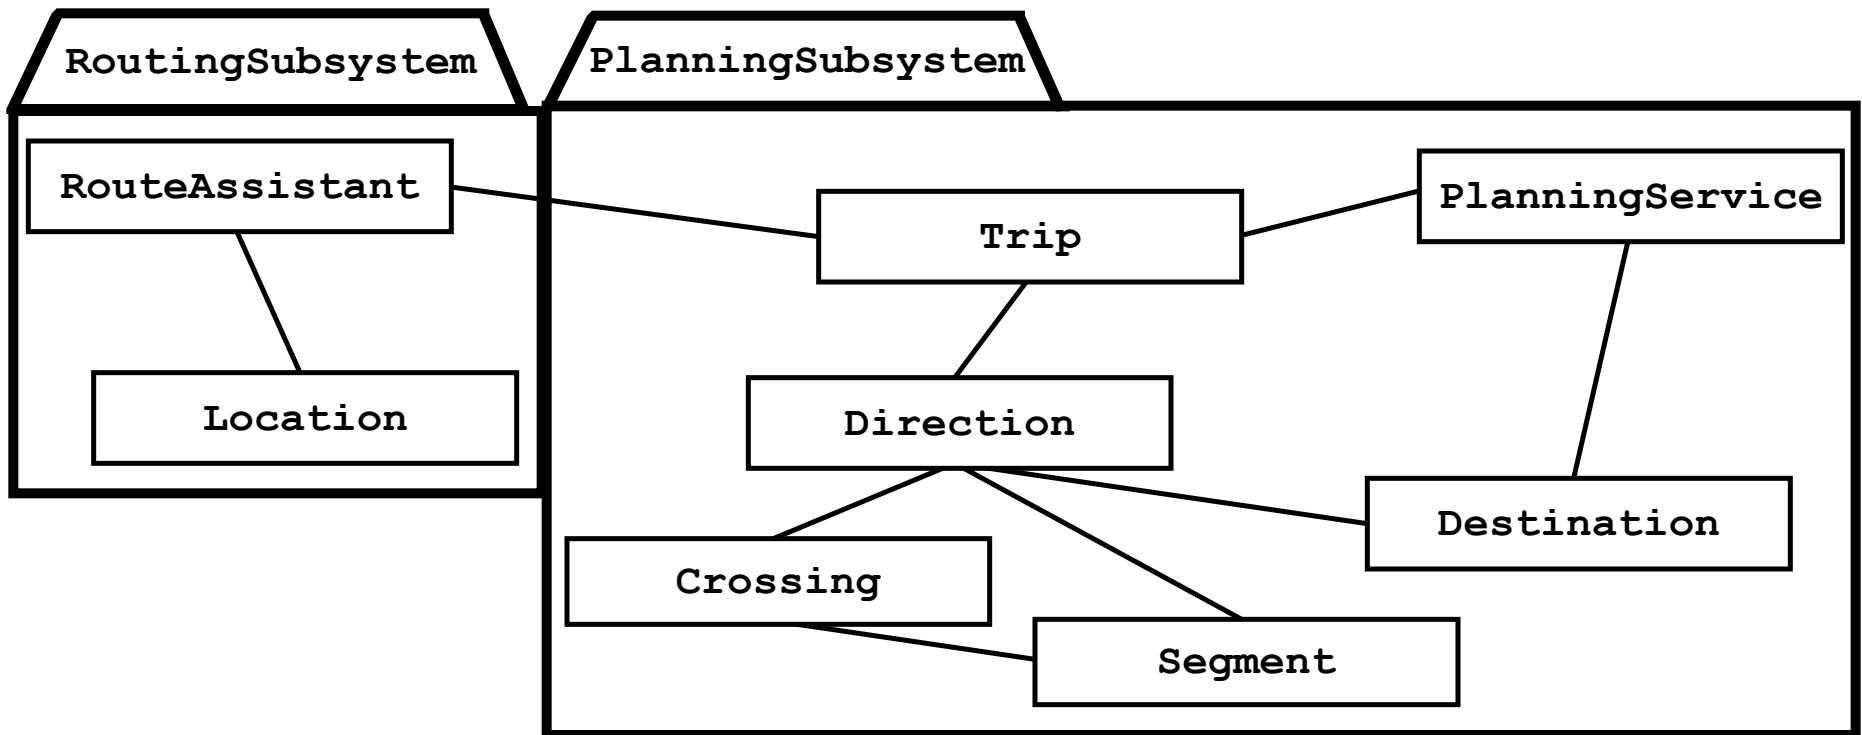 RoutingSubsystem
PlanningSubsystem
RouteAssistant
PlanningService
Trip
Location
Direction
Destination
Crossing
Segment